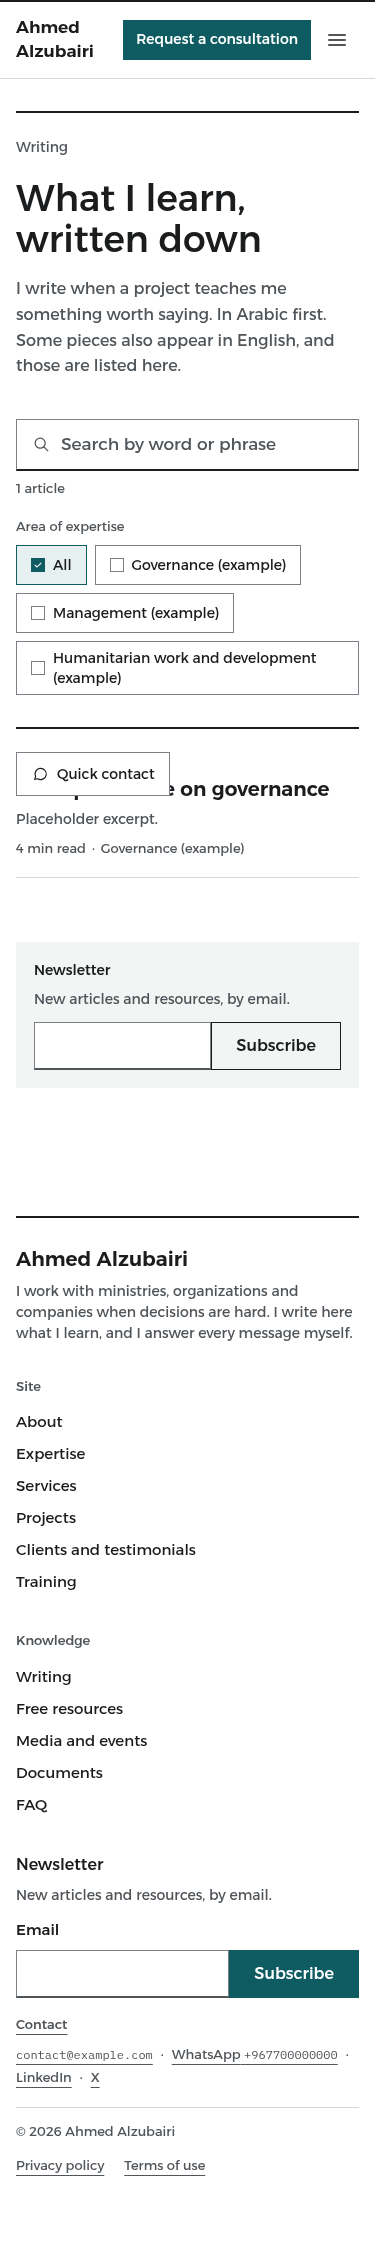 Ahmed
Alzubairi
Request a consultation
Writing
What I learn,
written down
I write when a project teaches me
something worth saying. In Arabic first.
Some pieces also appear in English, and
those are listed here.
Search by word or phrase
1 article
Area of expertise
All
Governance (example)
Management (example)
Humanitarian work and development
(example)
Quick contact
on governance
Placeholder excerpt.
4 min read · Governance (example)
Newsletter
New articles and resources, by email.
Subscribe
Ahmed Alzubairi
I work with ministries, organizations and
companies when decisions are hard. I write here
what I learn, and I answer every message myself.
Site
About
Expertise
Services
Projects
Clients and testimonials
Training
Knowledge
Writing
Free resources
Media and events
Documents
FAQ
Newsletter
New articles and resources, by email.
Email
Subscribe
Contact
contact@example.com · WhatsApp +967700000000 ·
LinkedIn · X
© 2026 Ahmed Alzubairi
Privacy policy Terms of use